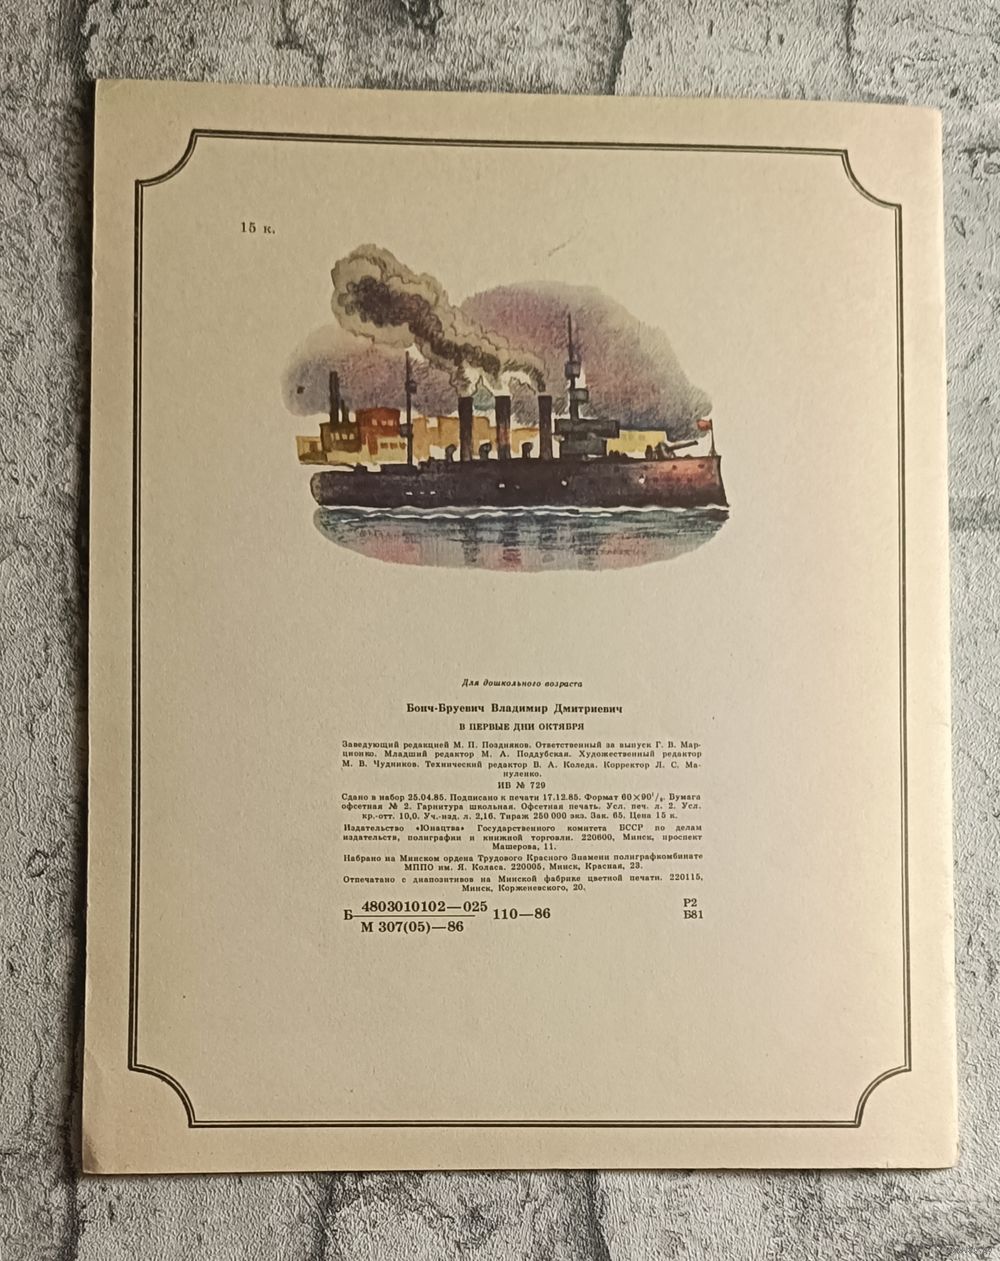 15 к.
Для дошкольного возраста
Бонч-Бруевич Владимир Дмитриевич
В ПЕРВЫЕ ДНИ ОКТЯБРЯ
Заведующий редакцией М. П. Поздняков. Ответственный за выпуск Г. В. Мар-
ционко. Младший редактор М. А. Поддубская. Художественный редактор
М. В. Чудников. Технический редактор В. А. Коледа. Корректор Л. С. Ма-
нуленко.
ИБ № 729
Сдано в набор 25.04.85. Подписано к печати 17.12.85. Формат 60×90¹/₈. Бумага
офсетная № 2. Гарнитура школьная. Офсетная печать. Усл. печ. л. 2. Усл.
кр.-отт. 10,0. Уч.-изд. л. 2,16. Тираж 250 000 экз. Зак. 65. Цена 15 к.
Издательство «Юнацтва» Государственного комитета БССР по делам
издательств, полиграфии и книжной торговли. 220600, Минск, проспект
Машерова, 11.
Набрано на Минском ордена Трудового Красного Знамени полиграфкомбинате
МППО им. Я. Коласа. 220005, Минск, Красная, 23.
Отпечатано с диапозитивов на Минской фабрике цветной печати. 220115,
Минск, Корженевского, 20.
Б 4803010102—025 110—86
М 307(05)—86
Р2
Б81